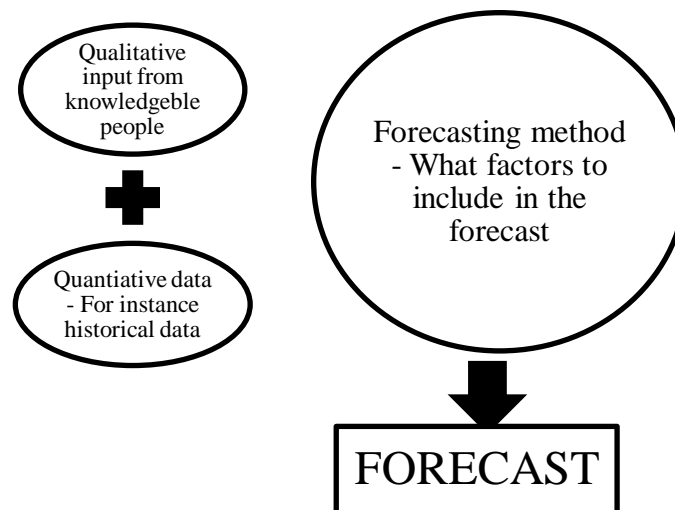 Qualitative
input from
knowledgeble
people
Quantiative data
- For instance
historical data
Forecasting method
- What factors to
include in the
forecast
FORECAST